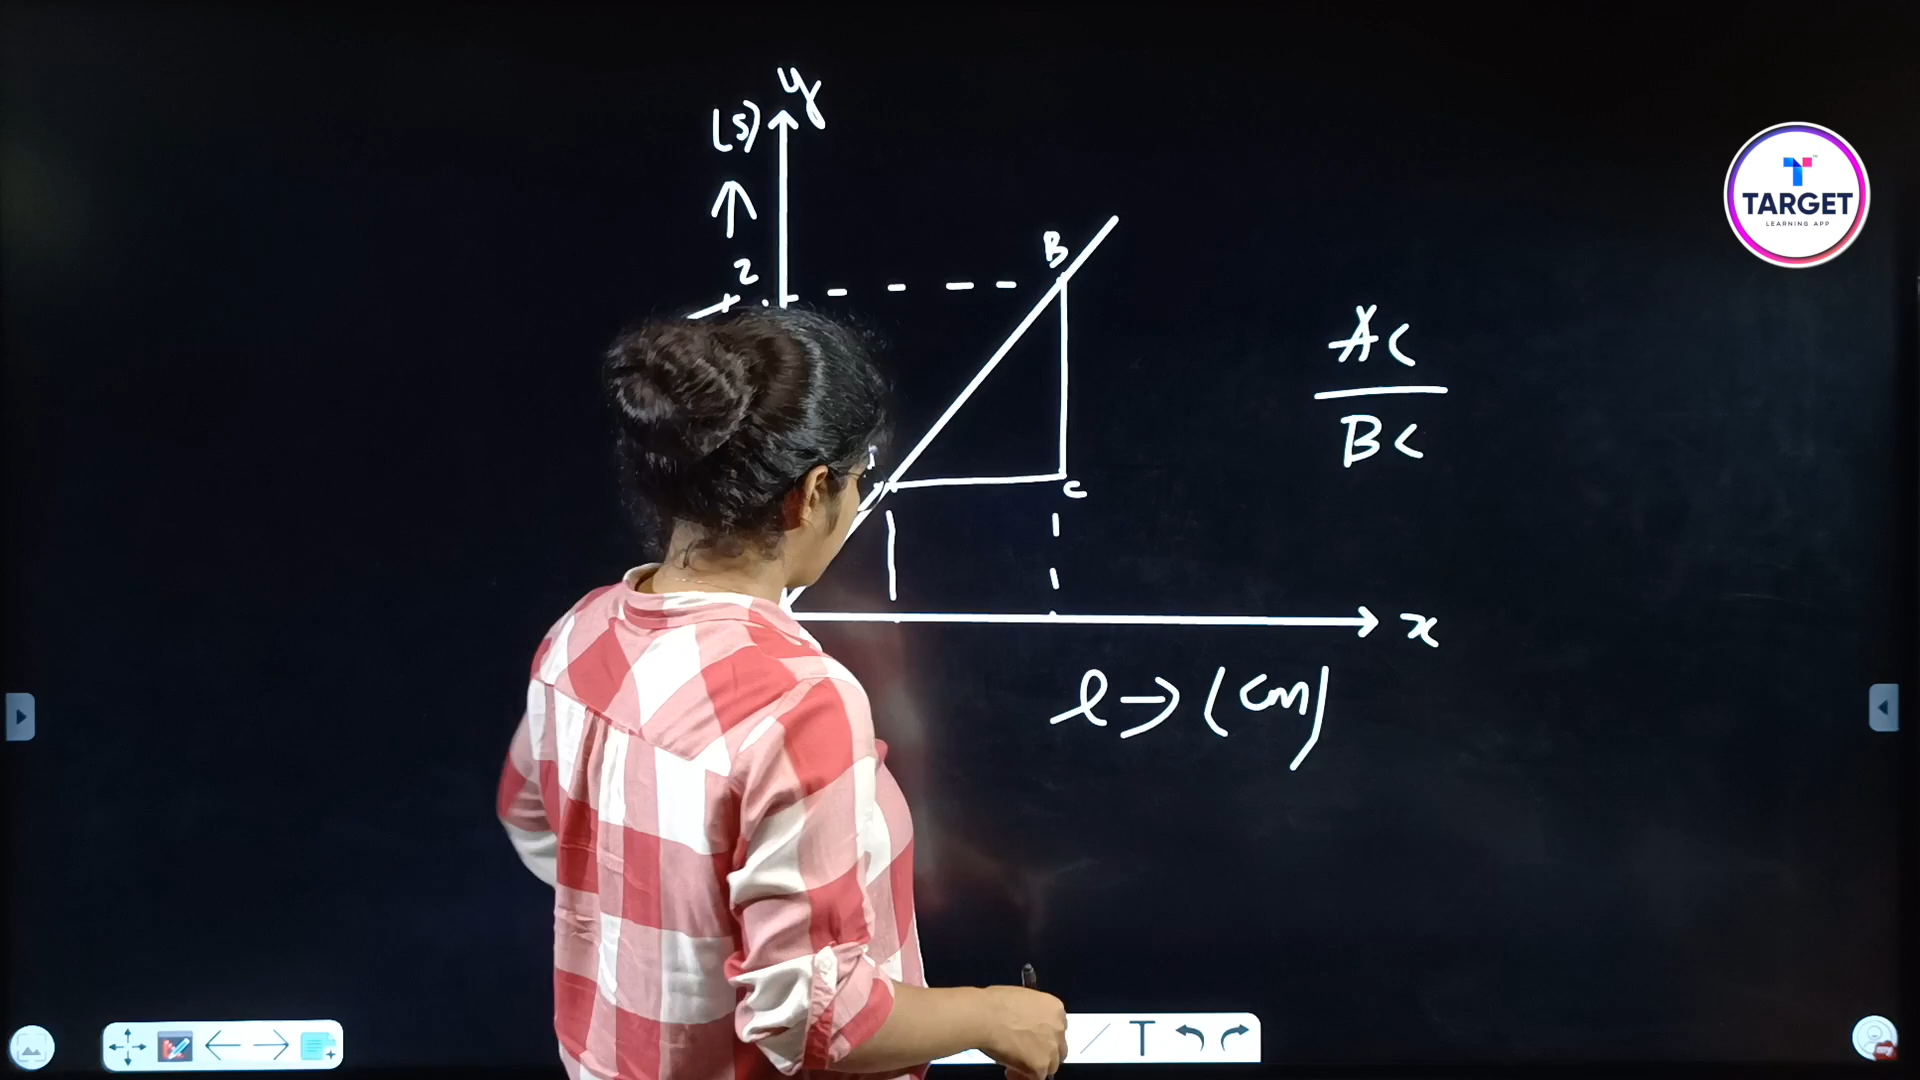 y
(s)
2
B
C
AC
BC
x
l → (cm)
TARGET
LEARNING APP
T